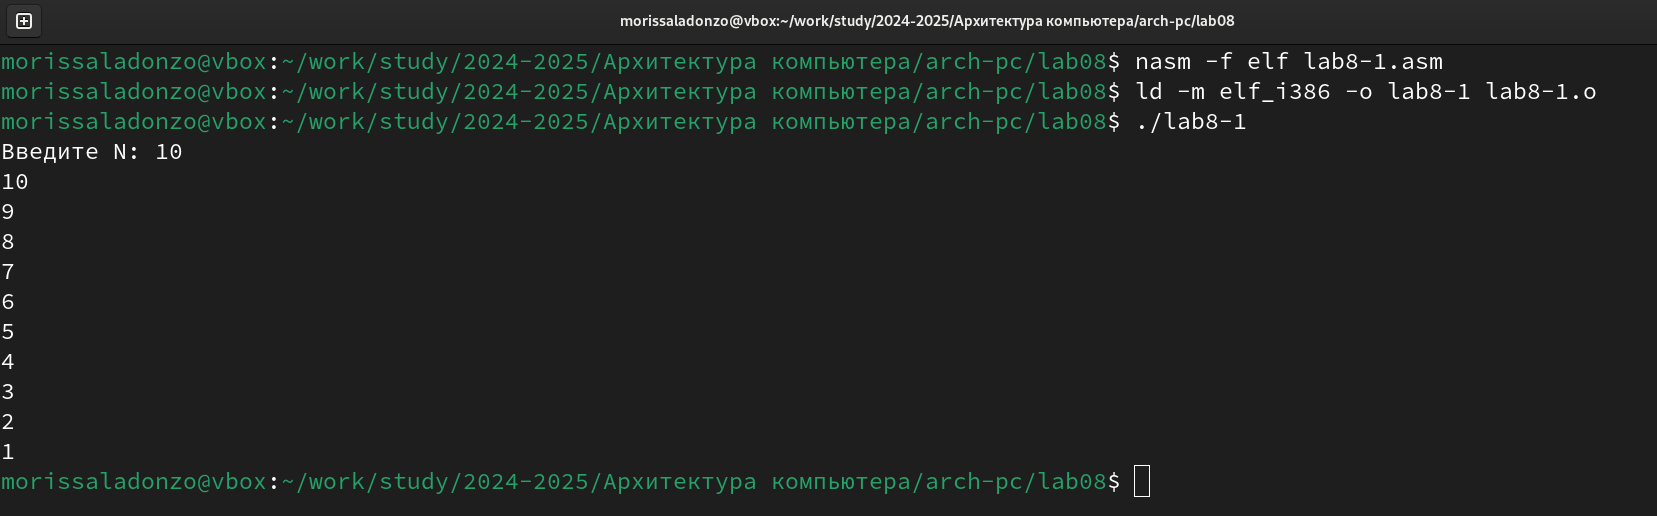 morissaladonzo@vbox:~/work/study/2024-2025/Архитектура компьютера/arch-pc/lab08
morissaladonzo@vbox:~/work/study/2024-2025/Архитектура компьютера/arch-pc/lab08$ nasm -f elf lab8-1.asm
morissaladonzo@vbox:~/work/study/2024-2025/Архитектура компьютера/arch-pc/lab08$ ld -m elf_i386 -o lab8-1 lab8-1.o
morissaladonzo@vbox:~/work/study/2024-2025/Архитектура компьютера/arch-pc/lab08$ ./lab8-1
Введите N: 10
10
9
8
7
6
5
4
3
2
1
morissaladonzo@vbox:~/work/study/2024-2025/Архитектура компьютера/arch-pc/lab08$